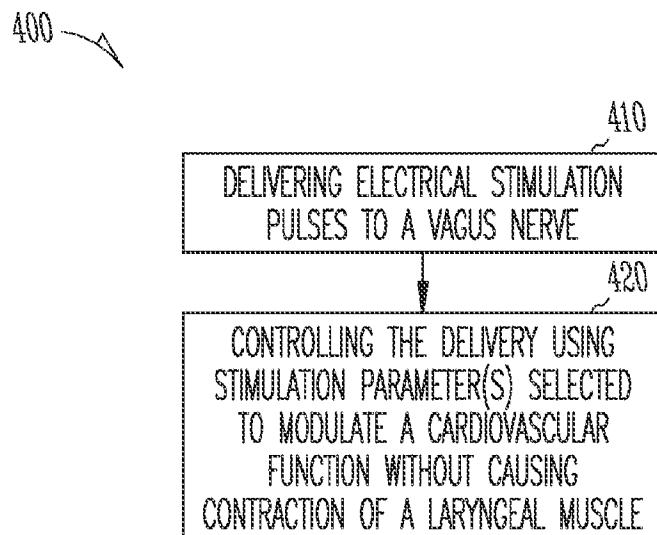 400
410
DELIVERING ELECTRICAL STIMULATION
PULSES TO A VAGUS NERVE
420
CONTROLLING THE DELIVERY USING
STIMULATION PARAMETER(S) SELECTED
TO MODULATE A CARDIOVASCULAR
FUNCTION WITHOUT CAUSING
CONTRACTION OF A LARYNGEAL MUSCLE